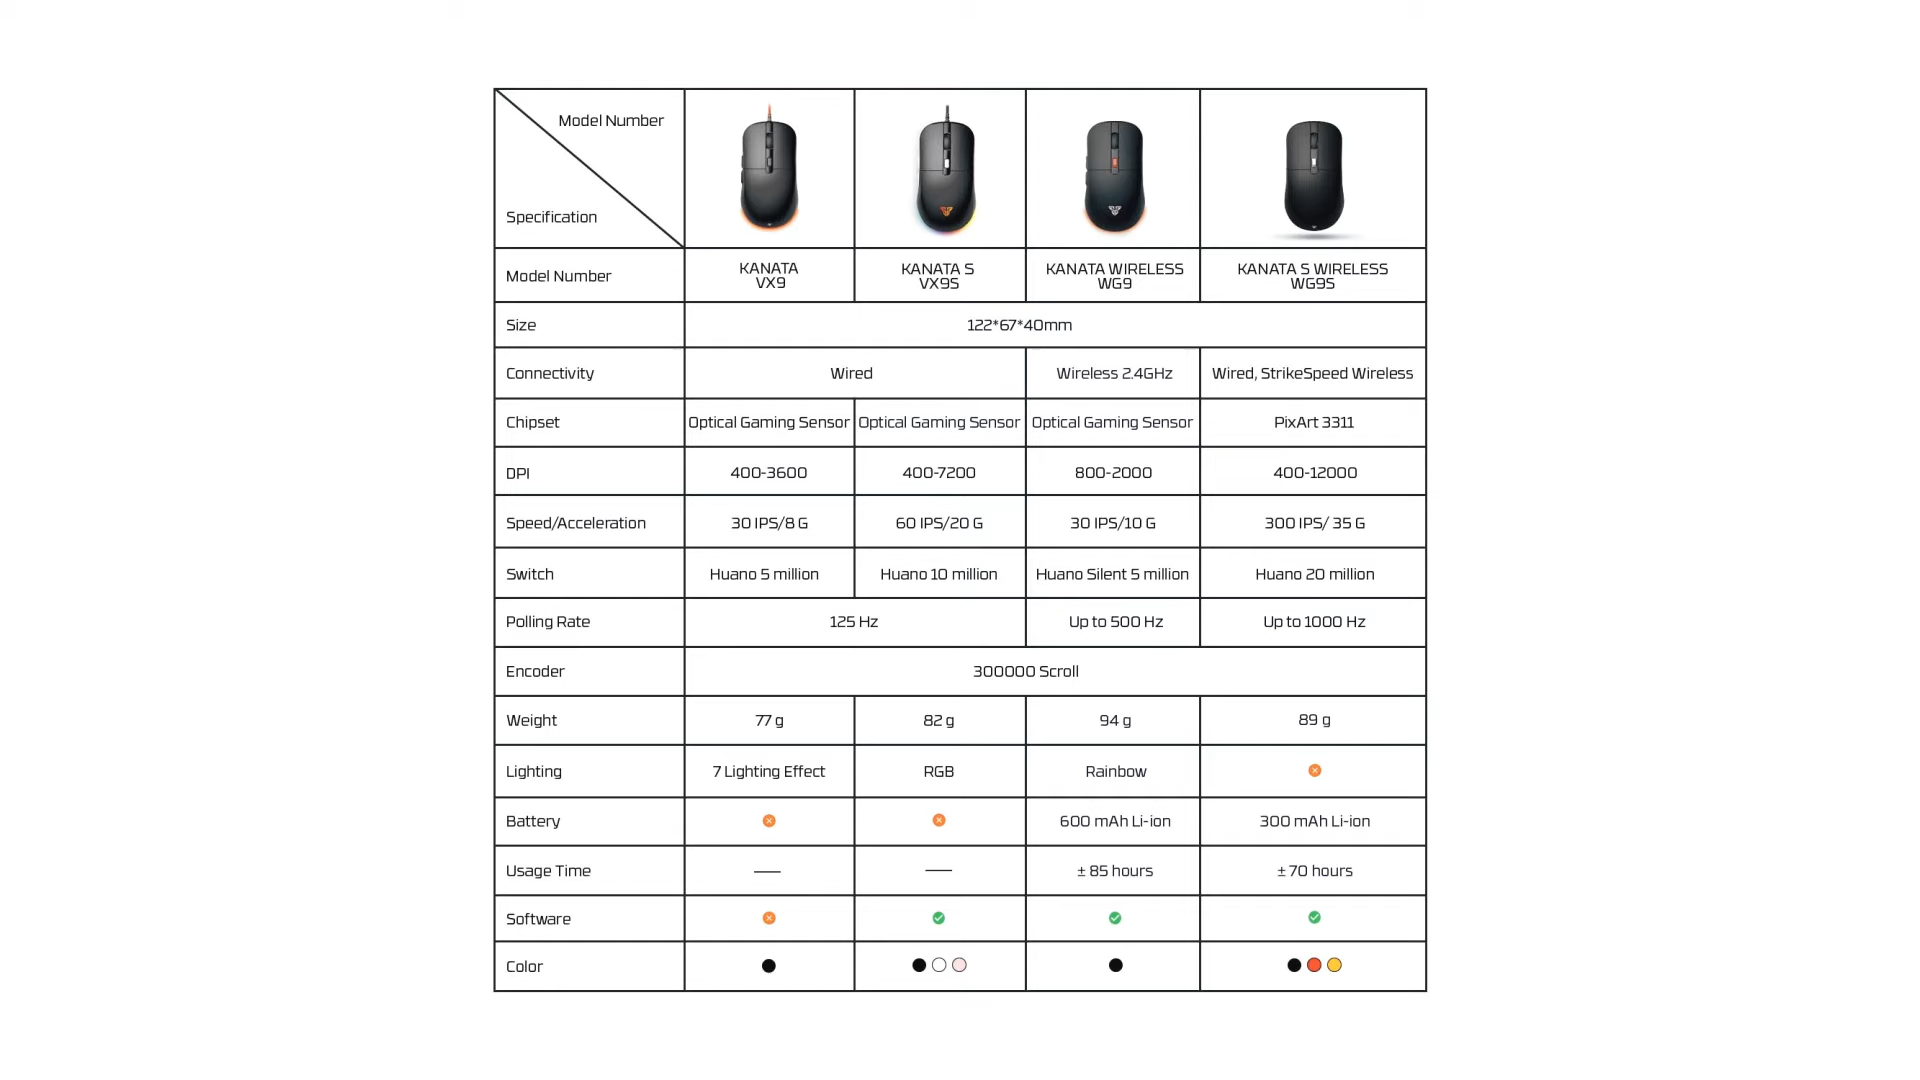 Model Number
Specification
Model Number
KANATA
VX9
KANATA S
VX9S
KANATA WIRELESS
WG9
KANATA S WIRELESS
WG9S
Size
122*67*40mm
Connectivity
Wired
Wireless 2.4GHz
Wired, StrikeSpeed Wireless
Chipset
Optical Gaming Sensor
Optical Gaming Sensor
Optical Gaming Sensor
PixArt 3311
DPI
400-3600
400-7200
800-2000
400-12000
Speed/Acceleration
30 IPS/8 G
60 IPS/20 G
30 IPS/10 G
300 IPS/ 35 G
Switch
Huano 5 million
Huano 10 million
Huano Silent 5 million
Huano 20 million
Polling Rate
125 Hz
Up to 500 Hz
Up to 1000 Hz
Encoder
300000 Scroll
Weight
77 g
82 g
94 g
89 g
Lighting
7 Lighting Effect
RGB
Rainbow
Battery
600 mAh Li-ion
300 mAh Li-ion
Usage Time
± 85 hours
± 70 hours
Software
Color